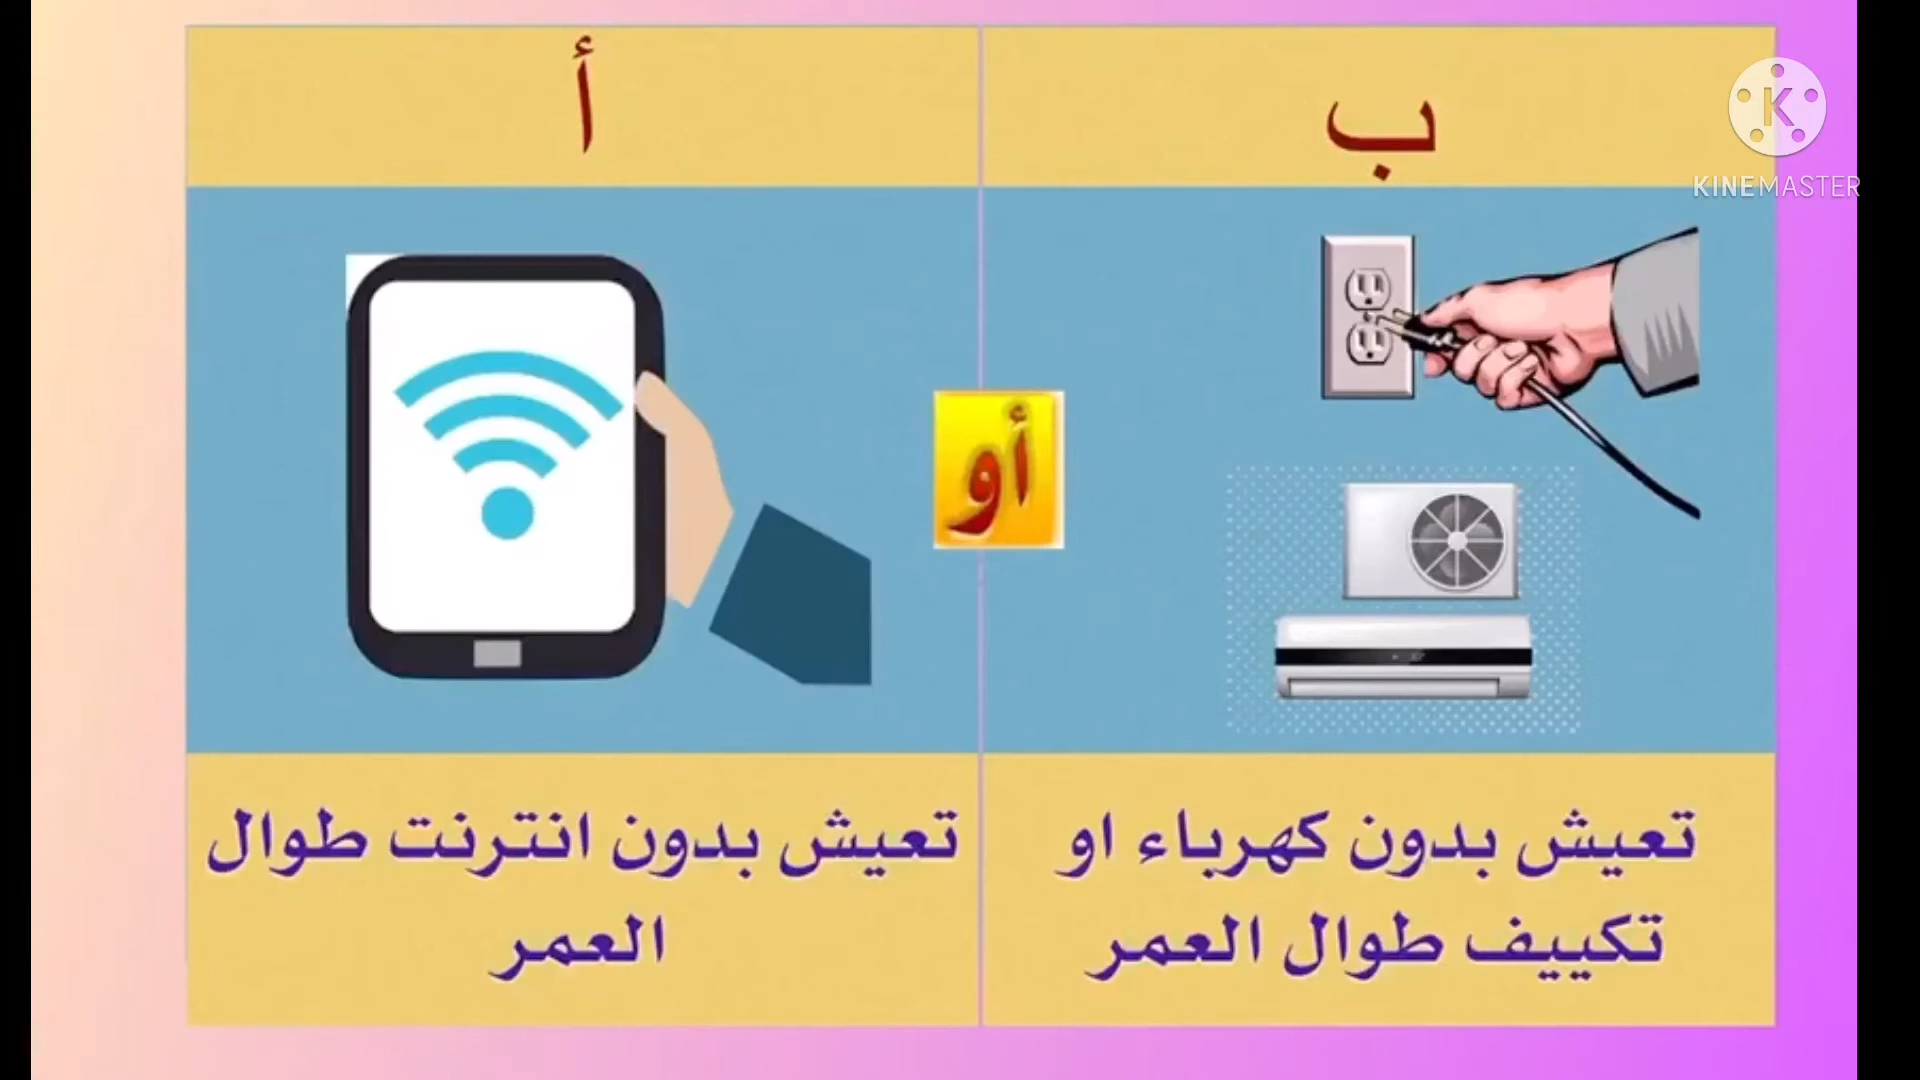 أ
ب
KINEMASTER
أو
تعيش بدون انترنت طوال
العمر
تعيش بدون كهرباء او
تكييف طوال العمر